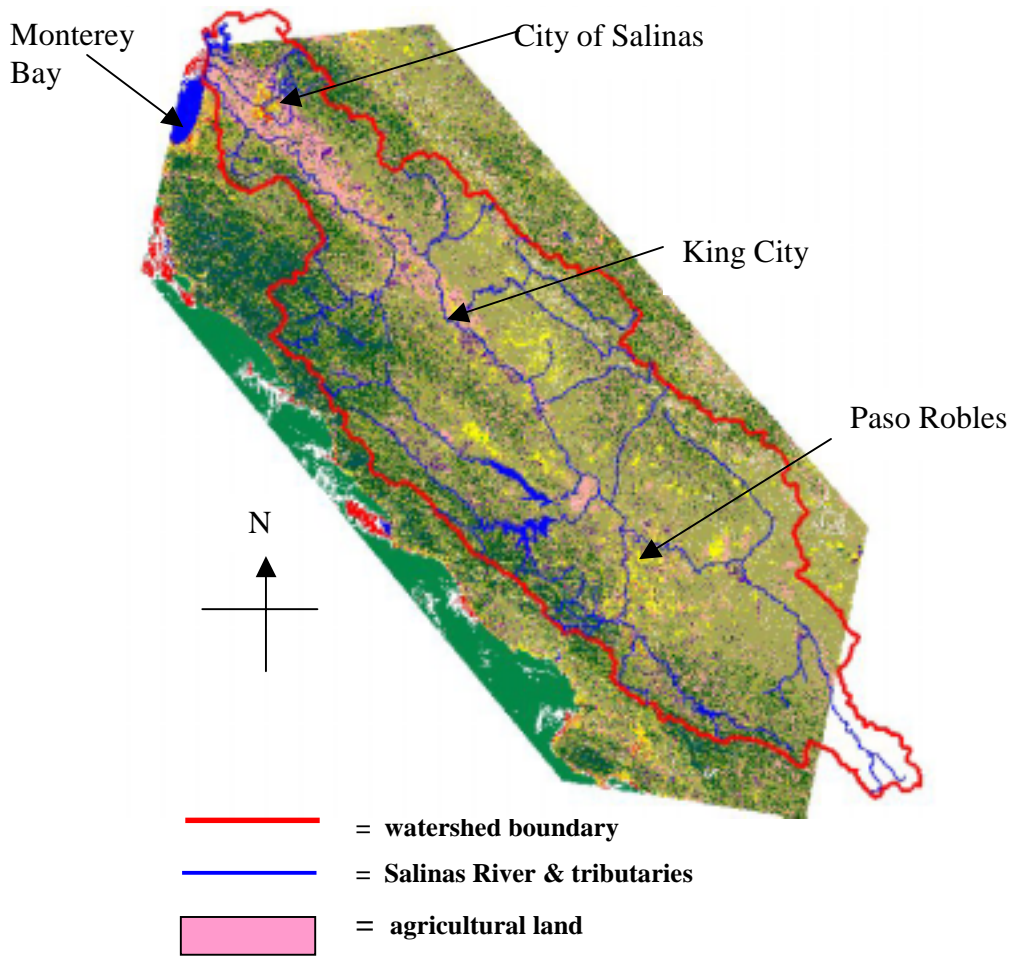 Monterey
Bay
City of Salinas
King City
Paso Robles
N
= watershed boundary
= Salinas River & tributaries
= agricultural land